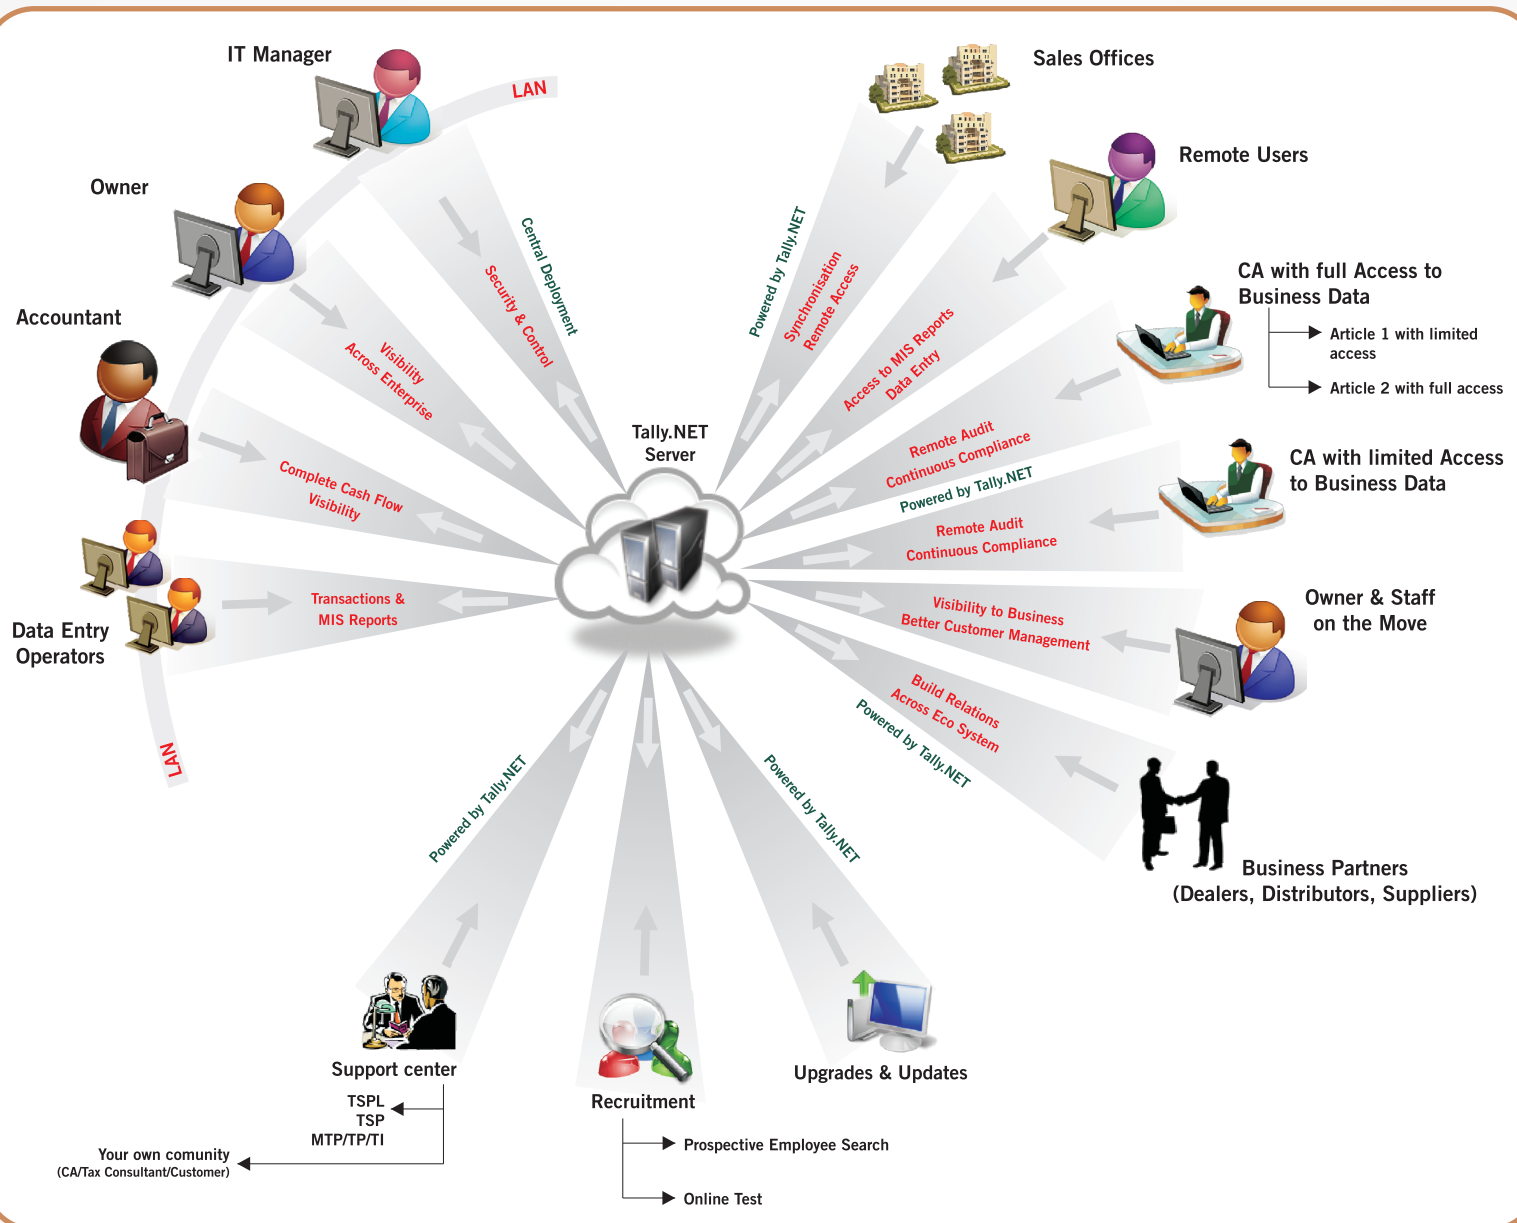 IT Manager
LAN
Sales Offices
Remote Users
Owner
Accountant
Central Deployment
Security & Control
Visibility
Across Enterprise
Complete Cash Flow
Visibility
Transactions &
MIS Reports
Data Entry
Operators
LAN
Tally.NET
Server
Powered by Tally.NET
Synchronisation
Remote Access
Access to MIS Reports
Data Entry
CA with full Access to
Business Data
Article 1 with limited
access
Article 2 with full access
Remote Audit
Continuous Compliance
Powered by Tally.NET
CA with limited Access
to Business Data
Remote Audit
Continuous Compliance
Owner & Staff
on the Move
Visibility to Business
Better Customer Management
Build Relations
Across Eco System
Powered by Tally.NET
Business Partners
(Dealers, Distributors, Suppliers)
Powered by Tally.NET
Powered by Tally.NET
Support center
TSPL
TSP
MTP/TP/TI
Your own comunity
(CA/Tax Consultant/Customer)
Recruitment
Prospective Employee Search
Online Test
Upgrades & Updates